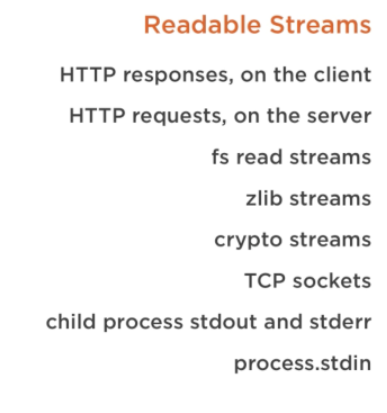 Readable Streams
HTTP responses, on the client
HTTP requests, on the server
fs read streams
zlib streams
crypto streams
TCP sockets
child process stdout and stderr
process.stdin